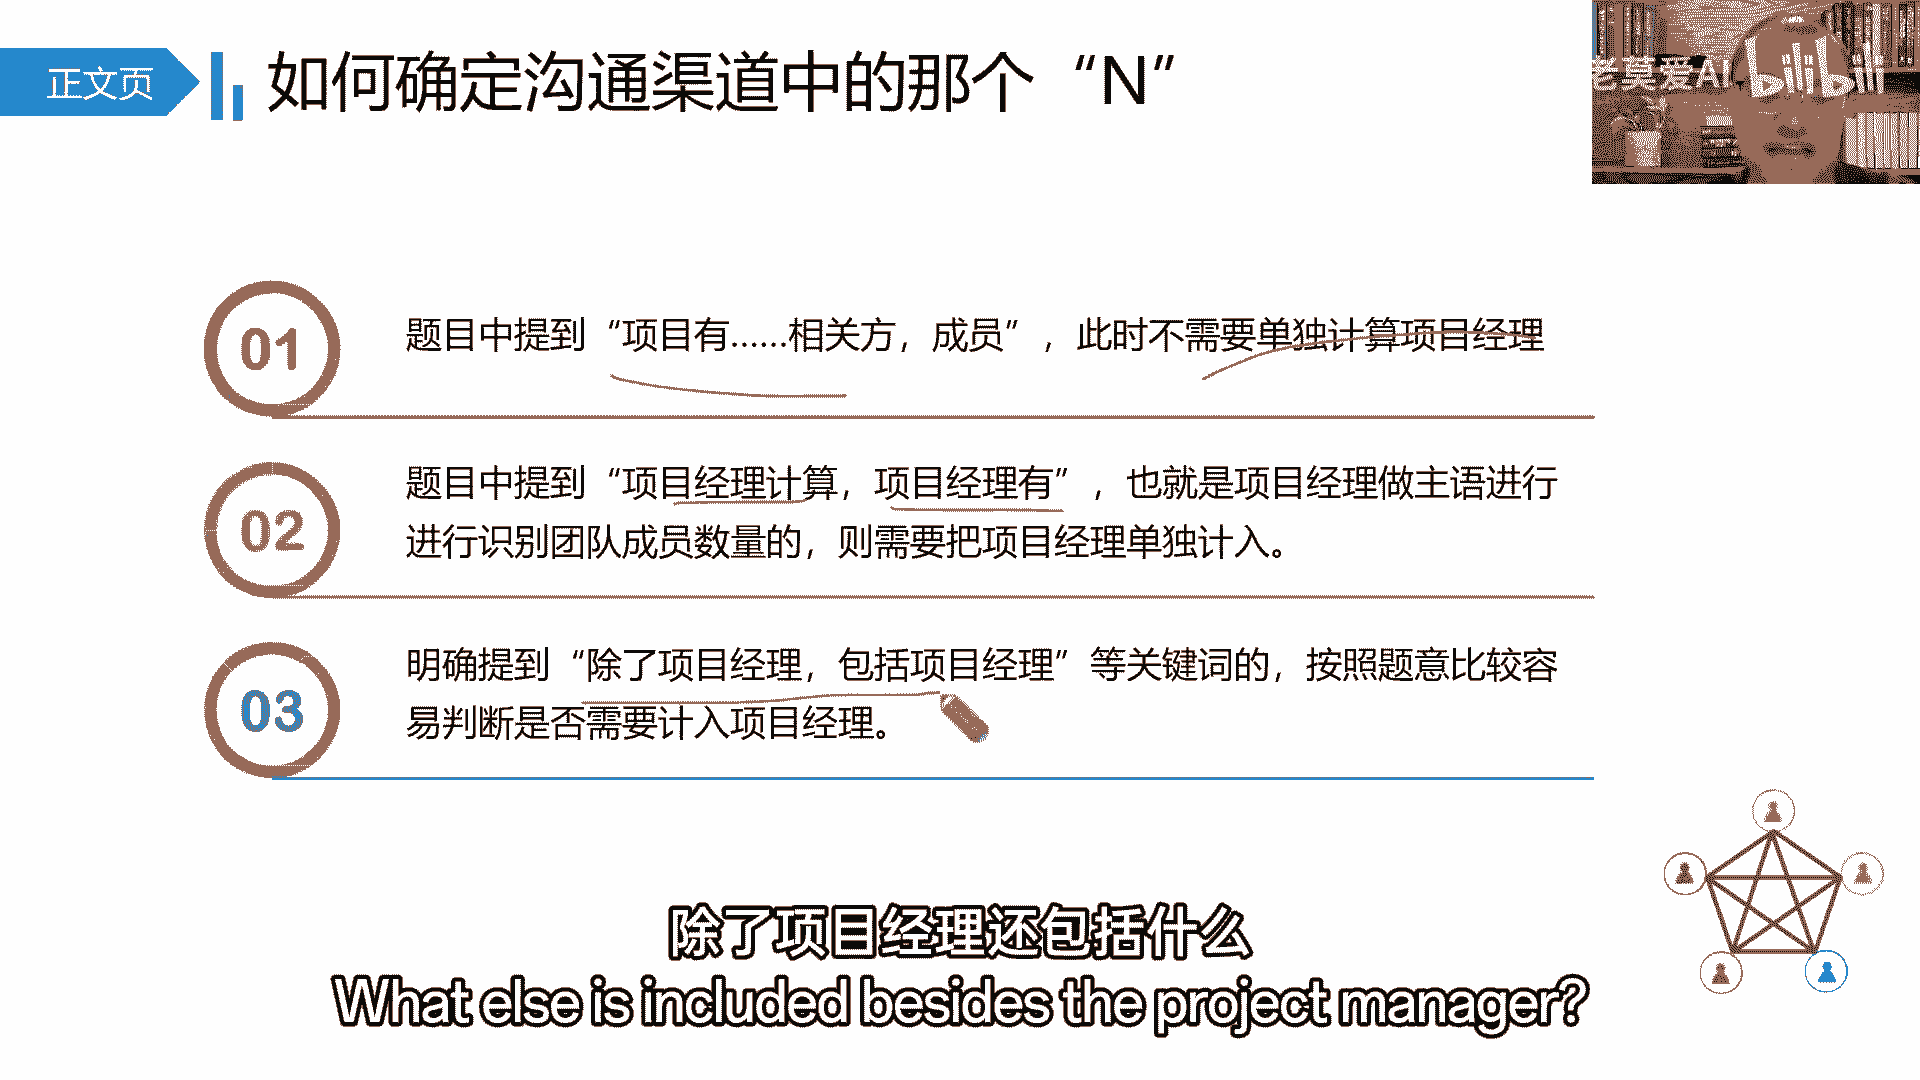 正文页
如何确定沟通渠道中的那个“N”
老莫爱AI
bilibili
01
题目中提到“项目有……相关方，成员”，此时不需要单独计算项目经理
02
题目中提到“项目经理计算，项目经理有”，也就是项目经理做主语进行
进行识别团队成员数量的，则需要把项目经理单独计入。
03
明确提到“除了项目经理，包括项目经理”等关键词的，按照题意比较容
易判断是否需要计入项目经理。
除了项目经理还包括什么
What else is included besides the project manager?